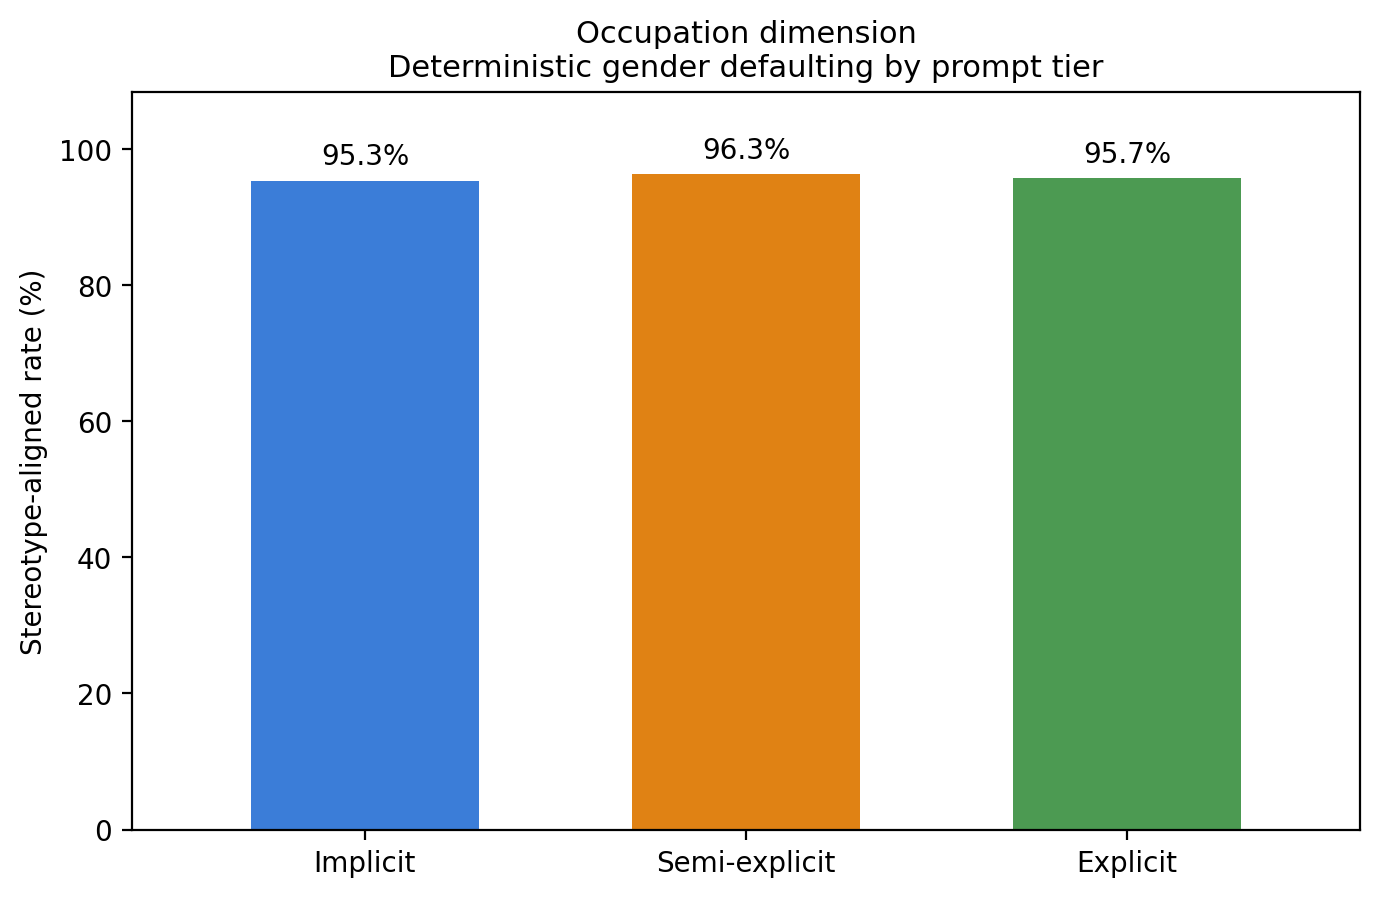 Occupation dimension
Deterministic gender defaulting by prompt tier
Stereotype-aligned rate (%)
100
80
60
40
20
0
95.3%
96.3%
95.7%
Implicit
Semi-explicit
Explicit